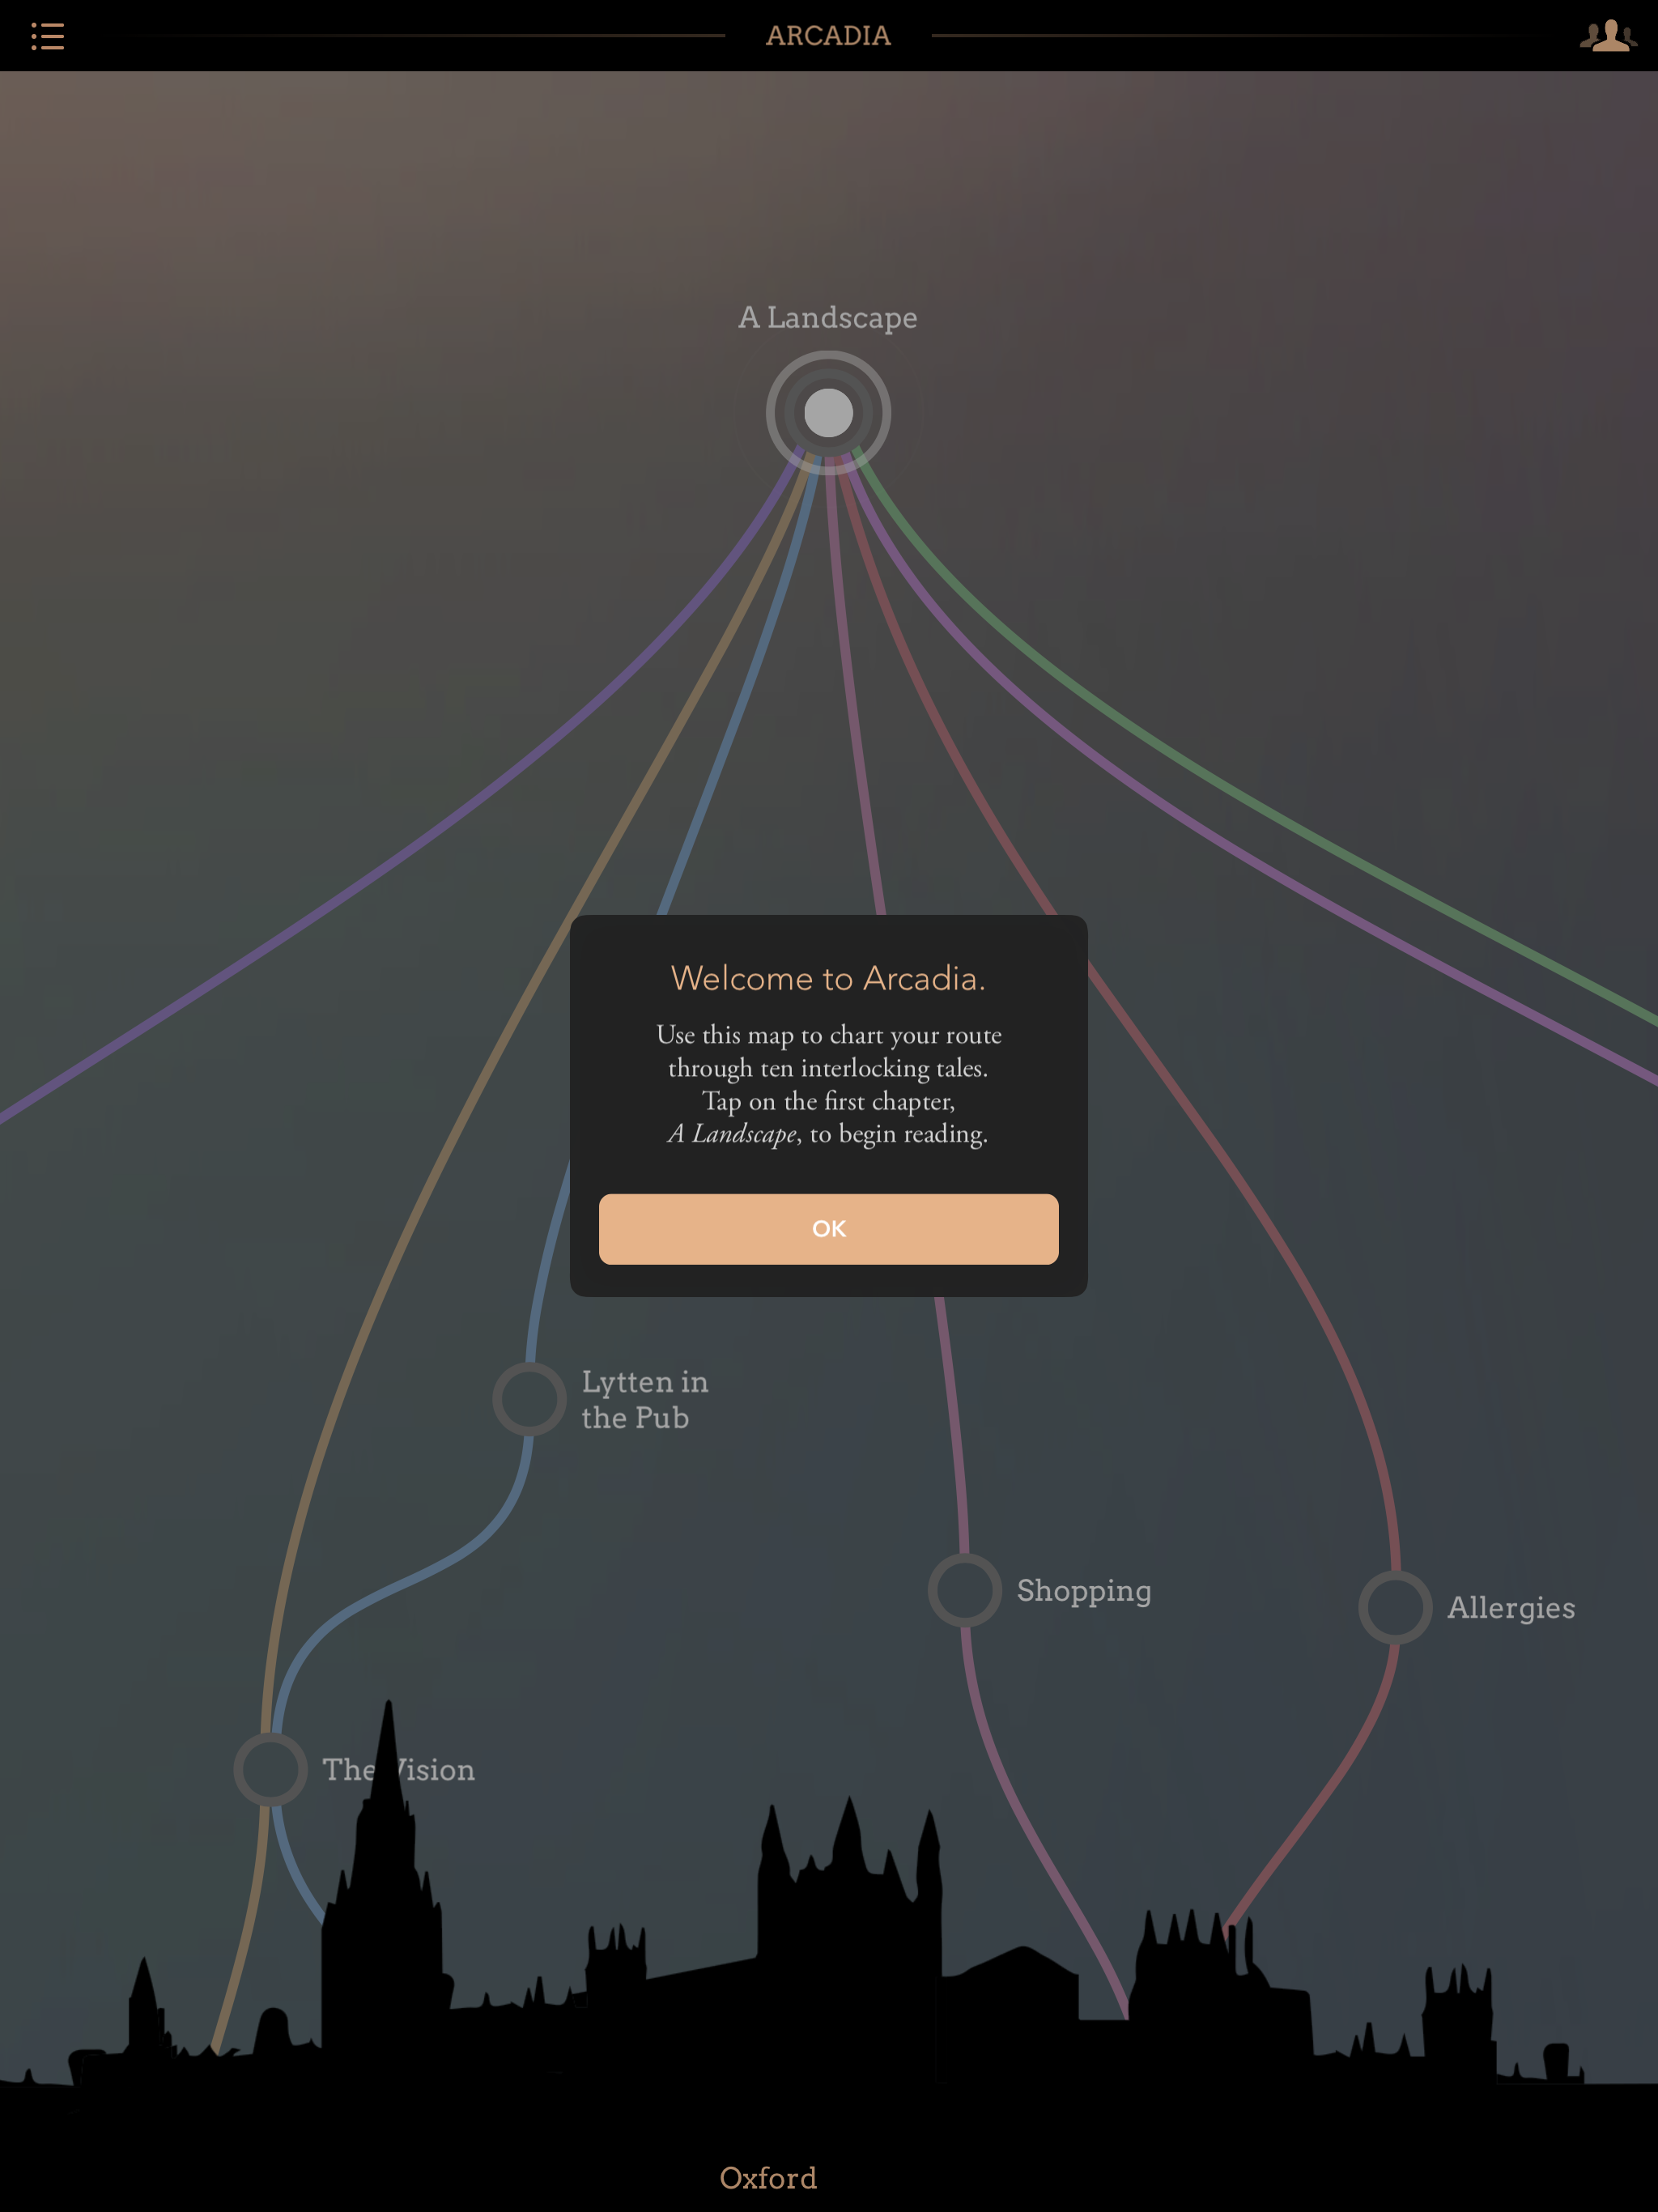 ARCADIA
A Landscape
Welcome to Arcadia.
Use this map to chart your route
through ten interlocking tales.
Tap on the first chapter,
A Landscape, to begin reading.
OK
Lytten in
the Pub
Shopping
Allergies
The Vision
Oxford